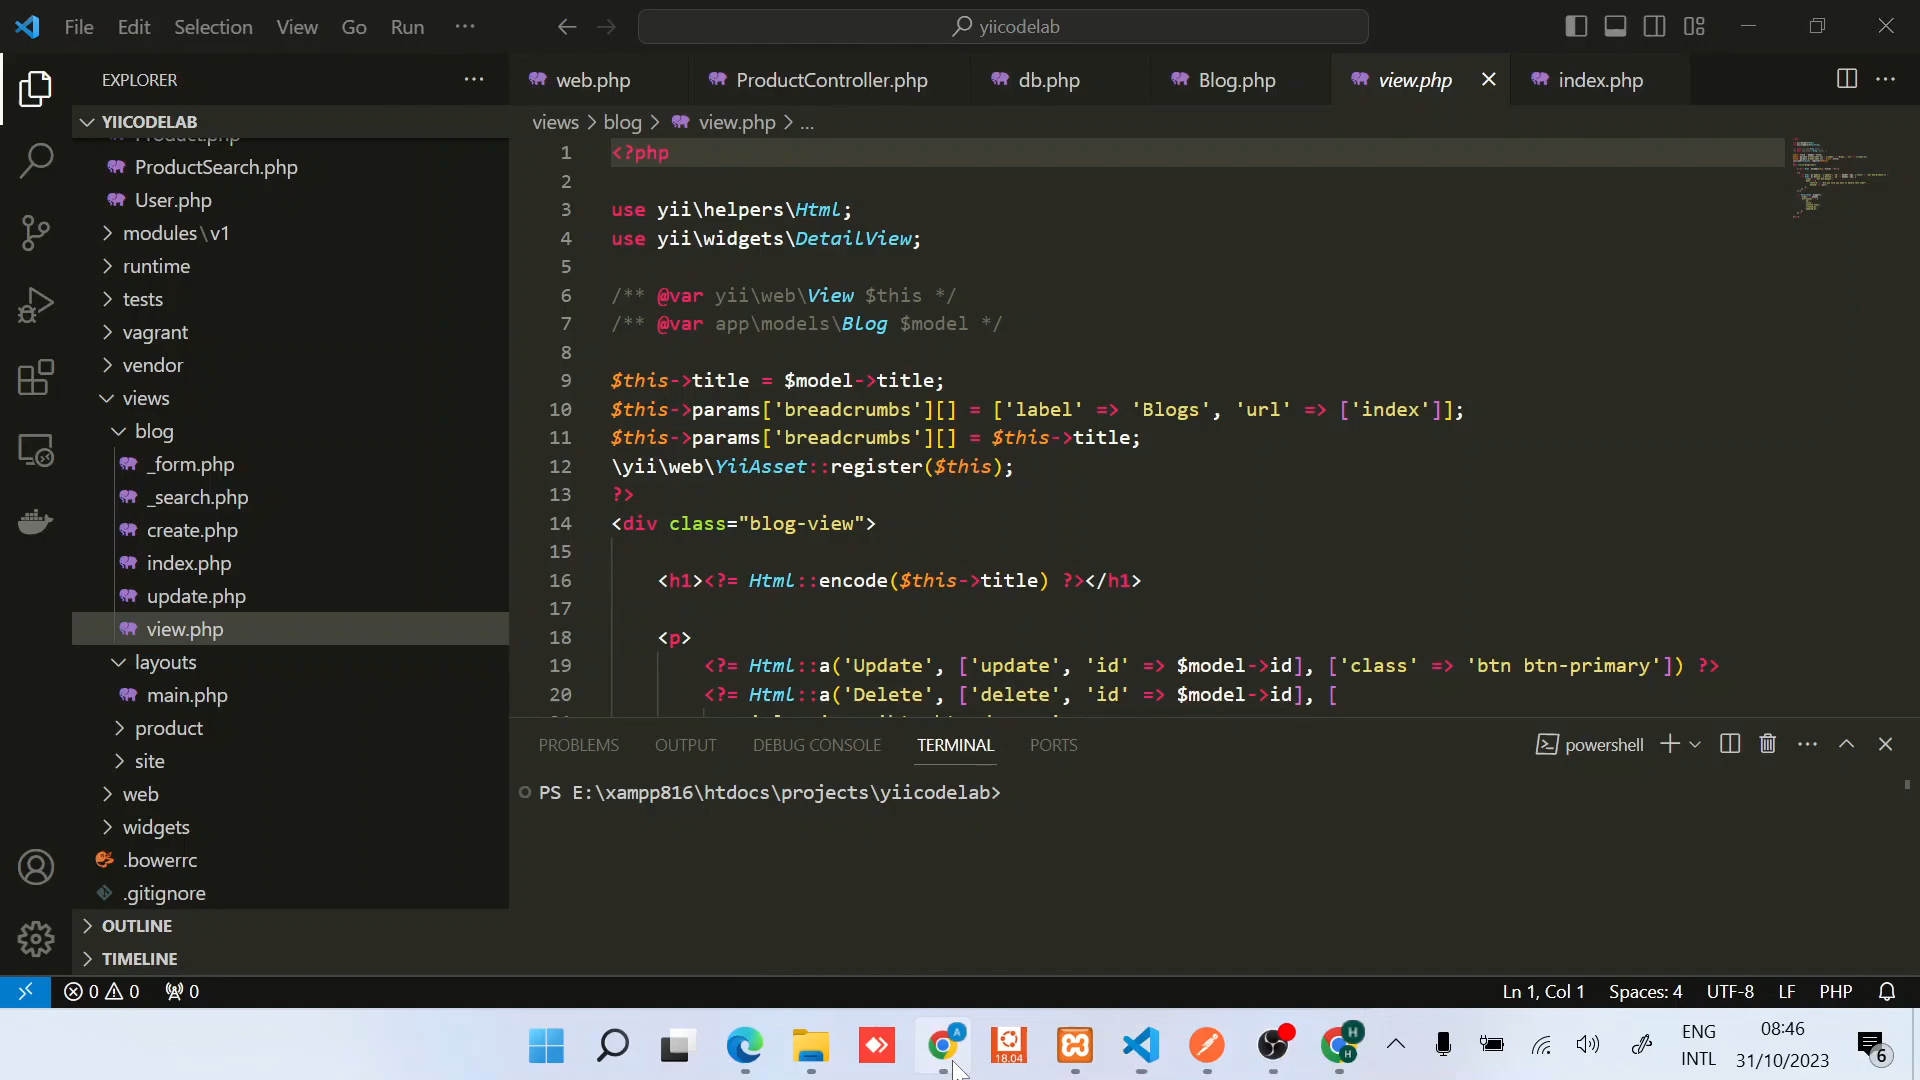 File Edit Selection View Go Run ···
yiicodelab
EXPLORER
web.php
ProductController.php
db.php
Blog.php
view.php
index.php
YIICODELAB
Product.php
ProductSearch.php
User.php
modules\v1
runtime
tests
vagrant
vendor
views
blog
_form.php
_search.php
create.php
index.php
update.php
view.php
layouts
main.php
product
site
web
widgets
.bowerrc
.gitignore
OUTLINE
TIMELINE
views > blog > view.php > ...
1 <?php
2
3 use yii\helpers\Html;
4 use yii\widgets\DetailView;
5
6 /** @var yii\web\View $this */
7 /** @var app\models\Blog $model */
8
9 $this->title = $model->title;
10 $this->params['breadcrumbs'][] = ['label' => 'Blogs', 'url' => ['index']];
11 $this->params['breadcrumbs'][] = $this->title;
12 \yii\web\YiiAsset::register($this);
13 ?>
14 <div class="blog-view">
15
16 <h1><?= Html::encode($this->title) ?></h1>
17
18 <p>
19 <?= Html::a('Update', ['update', 'id' => $model->id], ['class' => 'btn btn-primary']) ?>
20 <?= Html::a('Delete', ['delete', 'id' => $model->id], [
PROBLEMS OUTPUT DEBUG CONSOLE TERMINAL PORTS
powershell
PS E:\xampp816\htdocs\projects\yiicodelab>
0 0 0
Ln 1, Col 1 Spaces: 4 UTF-8 LF PHP
A
18.04
H
H
ENG
INTL
08:46
31/10/2023
6